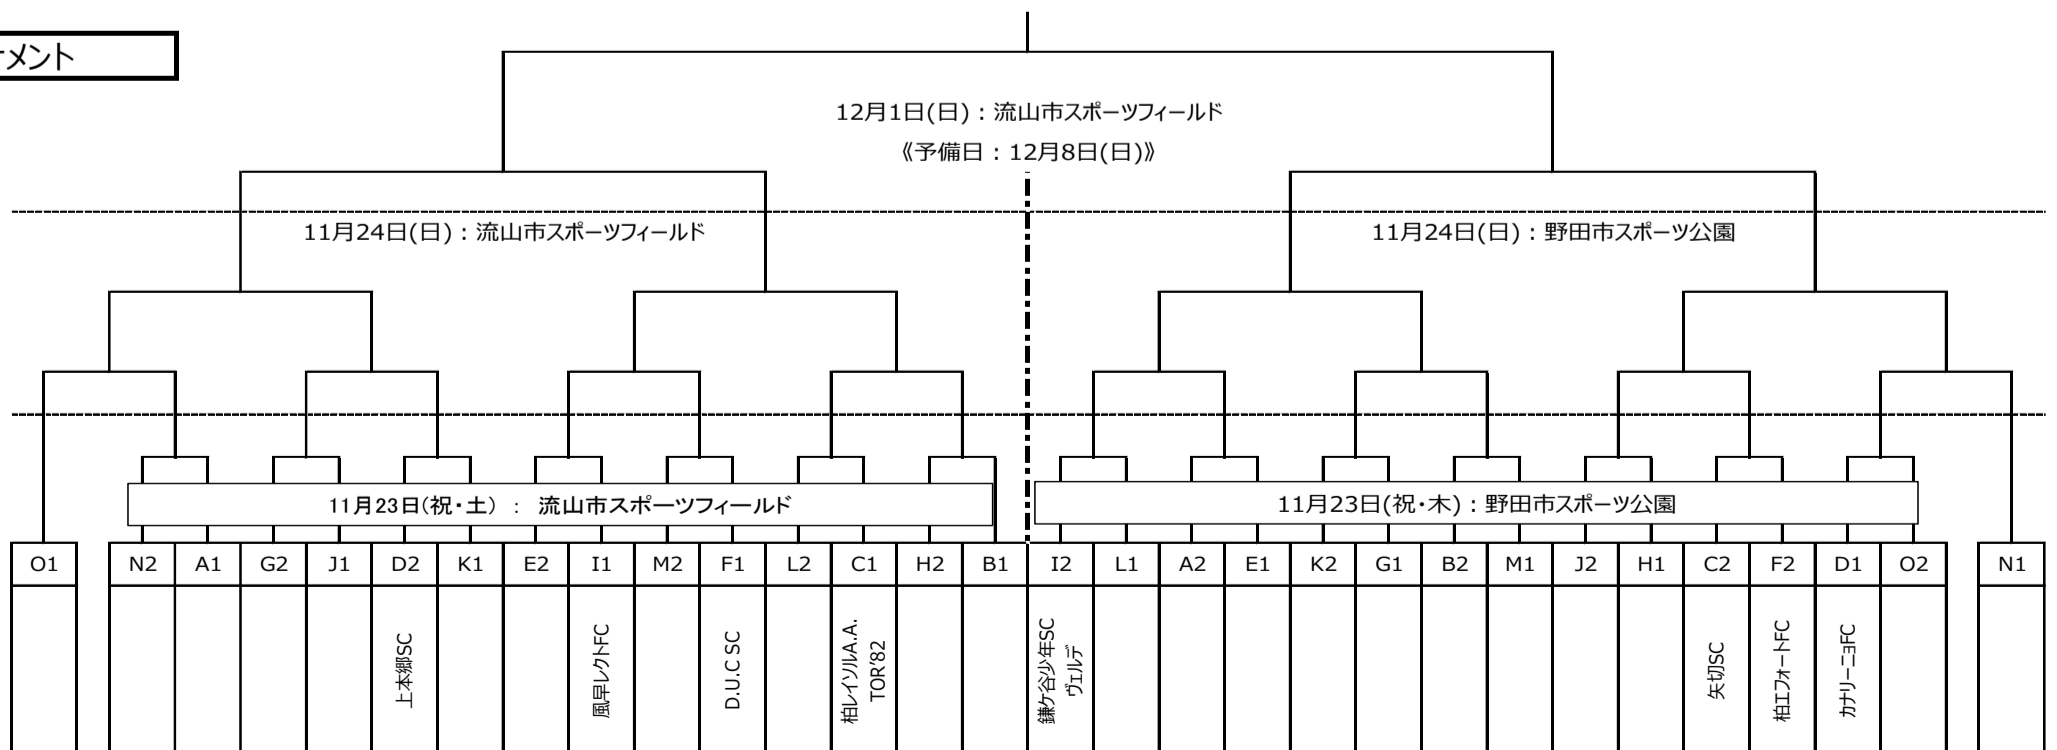 メント
12月1日(日)：流山市スポーツフィールド
《予備日：12月8日(日)》
11月24日(日)：流山市スポーツフィールド
11月24日(日)：野田市スポーツ公園
11月23日(祝・土) ： 流山市スポーツフィールド
11月23日(祝・木)：野田市スポーツ公園
O1 N2 A1 G2 J1 D2 K1 E2 I1 M2 F1 L2 C1 H2 B1 I2 L1 A2 E1 K2 G1 B2 M1 J2 H1 C2 F2 D1 O2 N1
上本郷SC
風早レクトFC
D.U.C SC
柏レイソルA.A.
TOR'82
鎌ケ谷少年SC
ヴェルデ
矢切SC
柏エフォートFC
カナリーニョFC